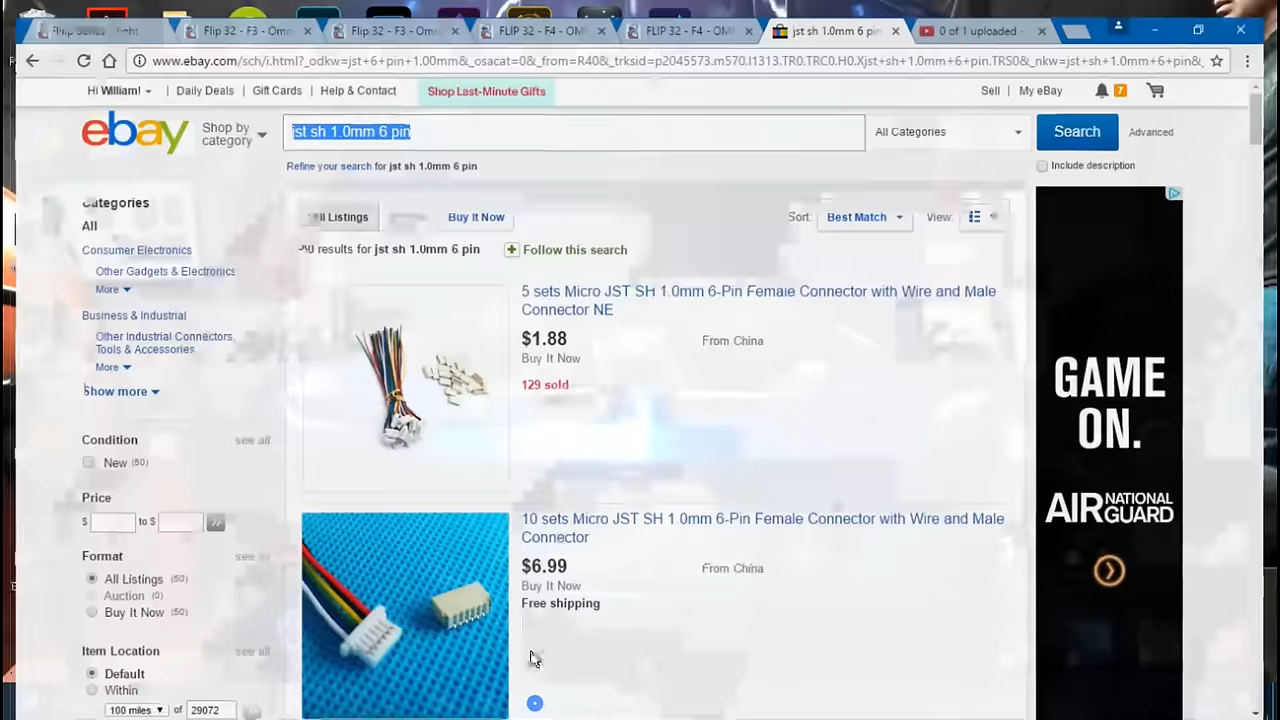 Flip 32 - F3 - Omn
Flip 32 - F3 - Omn
FLIP 32 - F4 - OM
FLIP 32 - F4 - OM
jst sh 1.0mm 6 pin
0 of 1 uploaded -
www.ebay.com/sch/i.html?_odkw=jst+6+pin+1.00mm&_osacat=0&_from=R40&_trksid=p2045573.m570.l1313.TR0.TRC0.H0.Xjst+sh+1.0mm+6+pin.TRS0&_nkw=jst+sh+1.0mm+6+pin&_
Hi William! Daily Deals | Gift Cards | Help & Contact Shop Last-Minute Gifts Sell | My eBay 7
ebay Shop by category jst sh 1.0mm 6 pin All Categories Search Advanced
Refine your search for jst sh 1.0mm 6 pin Include description
Categories
All
Consumer Electronics
Other Gadgets & Electronics
More
Business & Industrial
Other Industrial Connectors,
Tools & Accessories
More
Show more
Condition see all
New (50)
Price
$ to $ »
Format see
All Listings (50)
Auction (0)
Buy It Now (50)
Item Location see all
Default
Within
100 miles of 29072
All Listings Buy It Now Sort: Best Match View:
results for jst sh 1.0mm 6 pin + Follow this search
5 sets Micro JST SH 1.0mm 6-Pin Female Connector with Wire and Male
Connector NE
$1.88 From China
Buy It Now
129 sold
10 sets Micro JST SH 1.0mm 6-Pin Female Connector with Wire and Male
Connector
$6.99 From China
Buy It Now
Free shipping
GAME
ON.
AIR NATIONAL GUARD